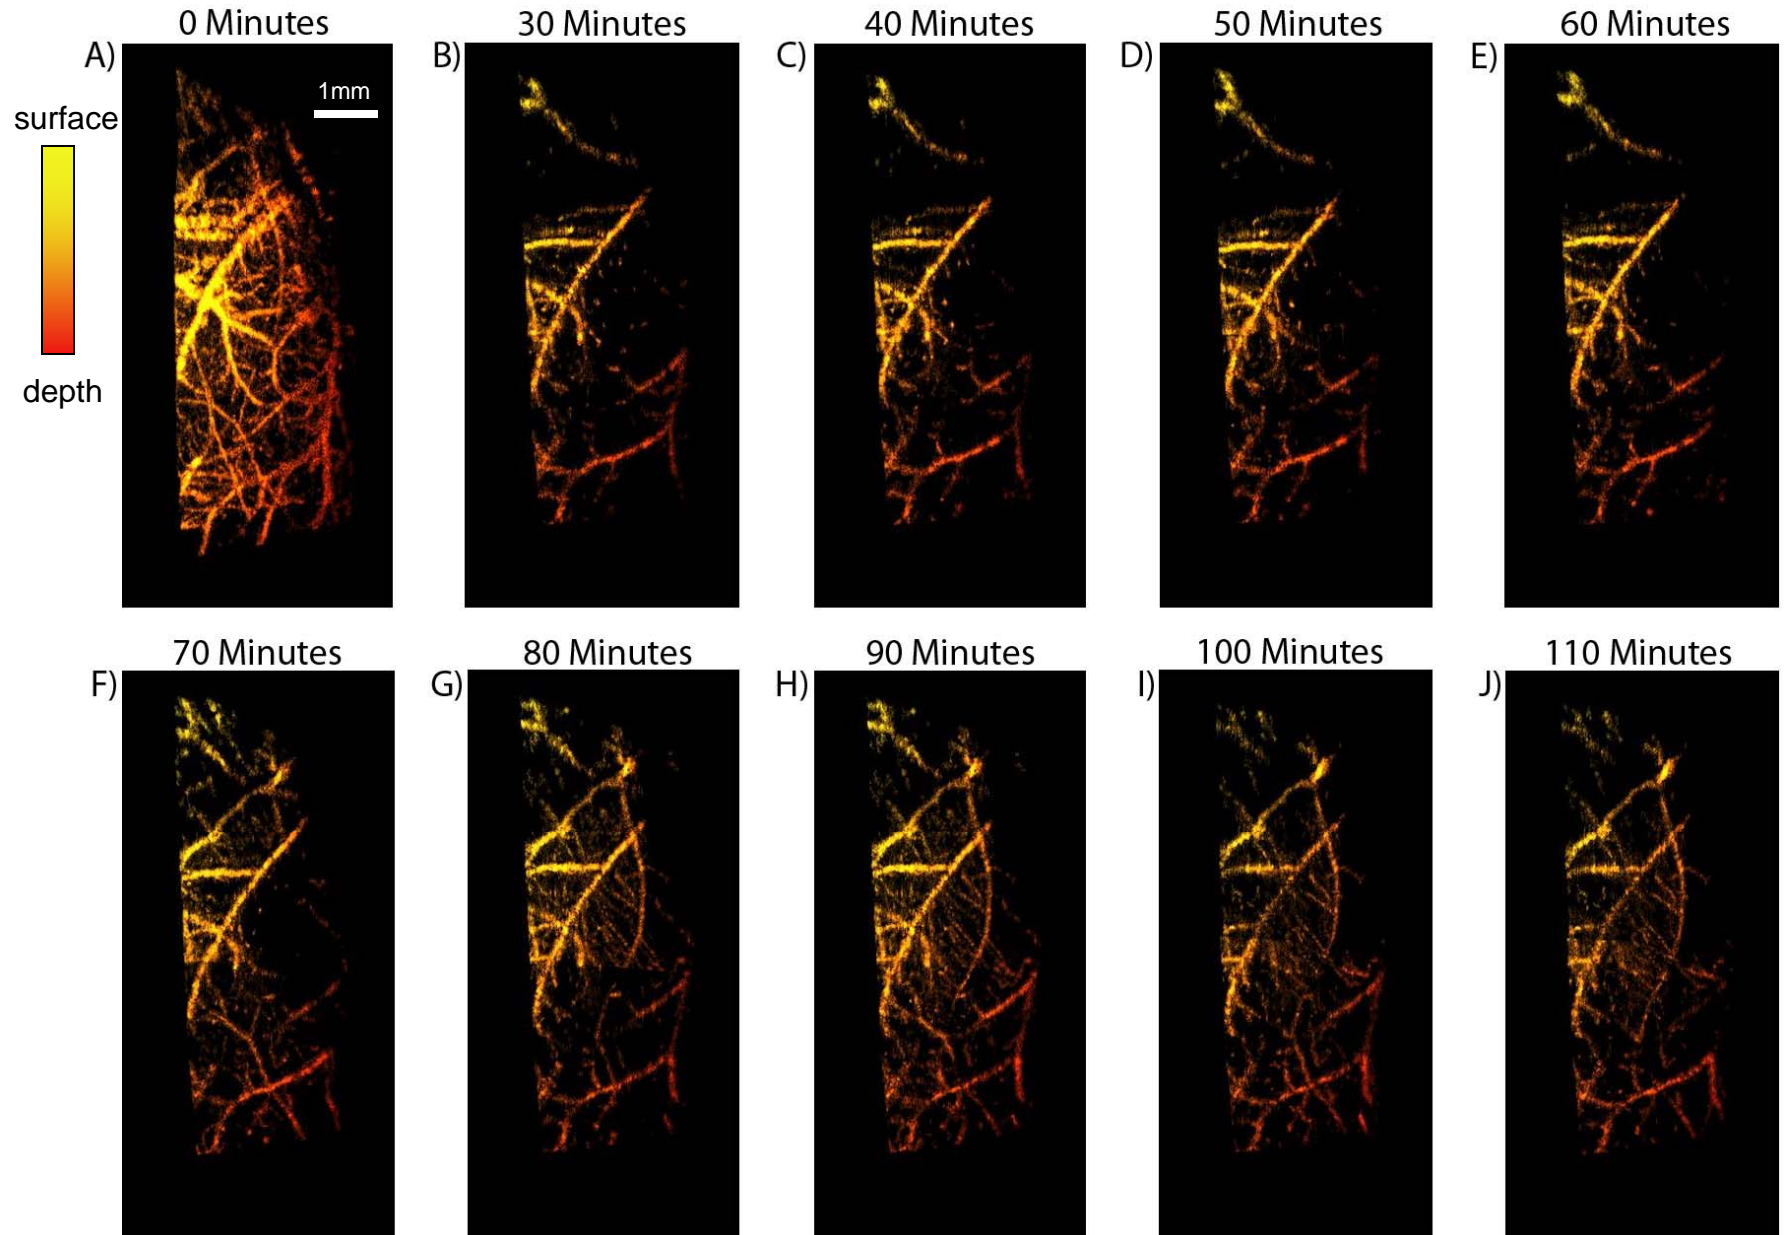 0 Minutes
30 Minutes
40 Minutes
50 Minutes
60 Minutes
A)
B)
C)
D)
E)
1mm
surface
depth
70 Minutes
80 Minutes
90 Minutes
100 Minutes
110 Minutes
F)
G)
H)
I)
J)